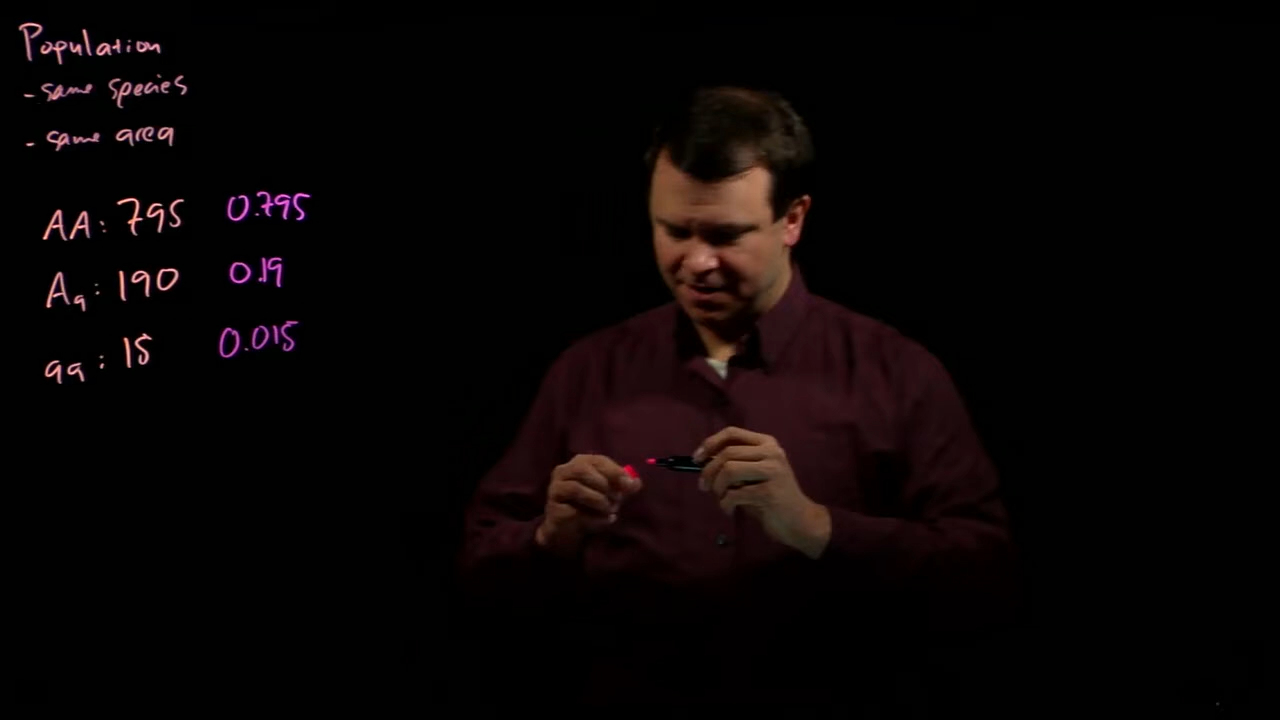 Population
- same species
- same area
AA: 795 0.795
Aa: 190 0.19
aa: 15 0.015